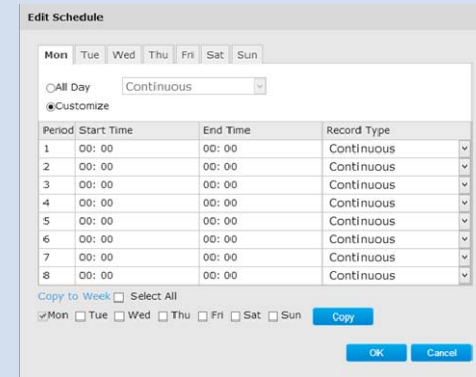 Edit Schedule
Mon Tue Wed Thu Fri Sat Sun
All Day Continuous
Customize
Period Start Time End Time Record Type
1 00: 00 00: 00 Continuous
2 00: 00 00: 00 Continuous
3 00: 00 00: 00 Continuous
4 00: 00 00: 00 Continuous
5 00: 00 00: 00 Continuous
6 00: 00 00: 00 Continuous
7 00: 00 00: 00 Continuous
8 00: 00 00: 00 Continuous
Copy to Week Select All
Mon Tue Wed Thu Fri Sat Sun Copy
OK Cancel